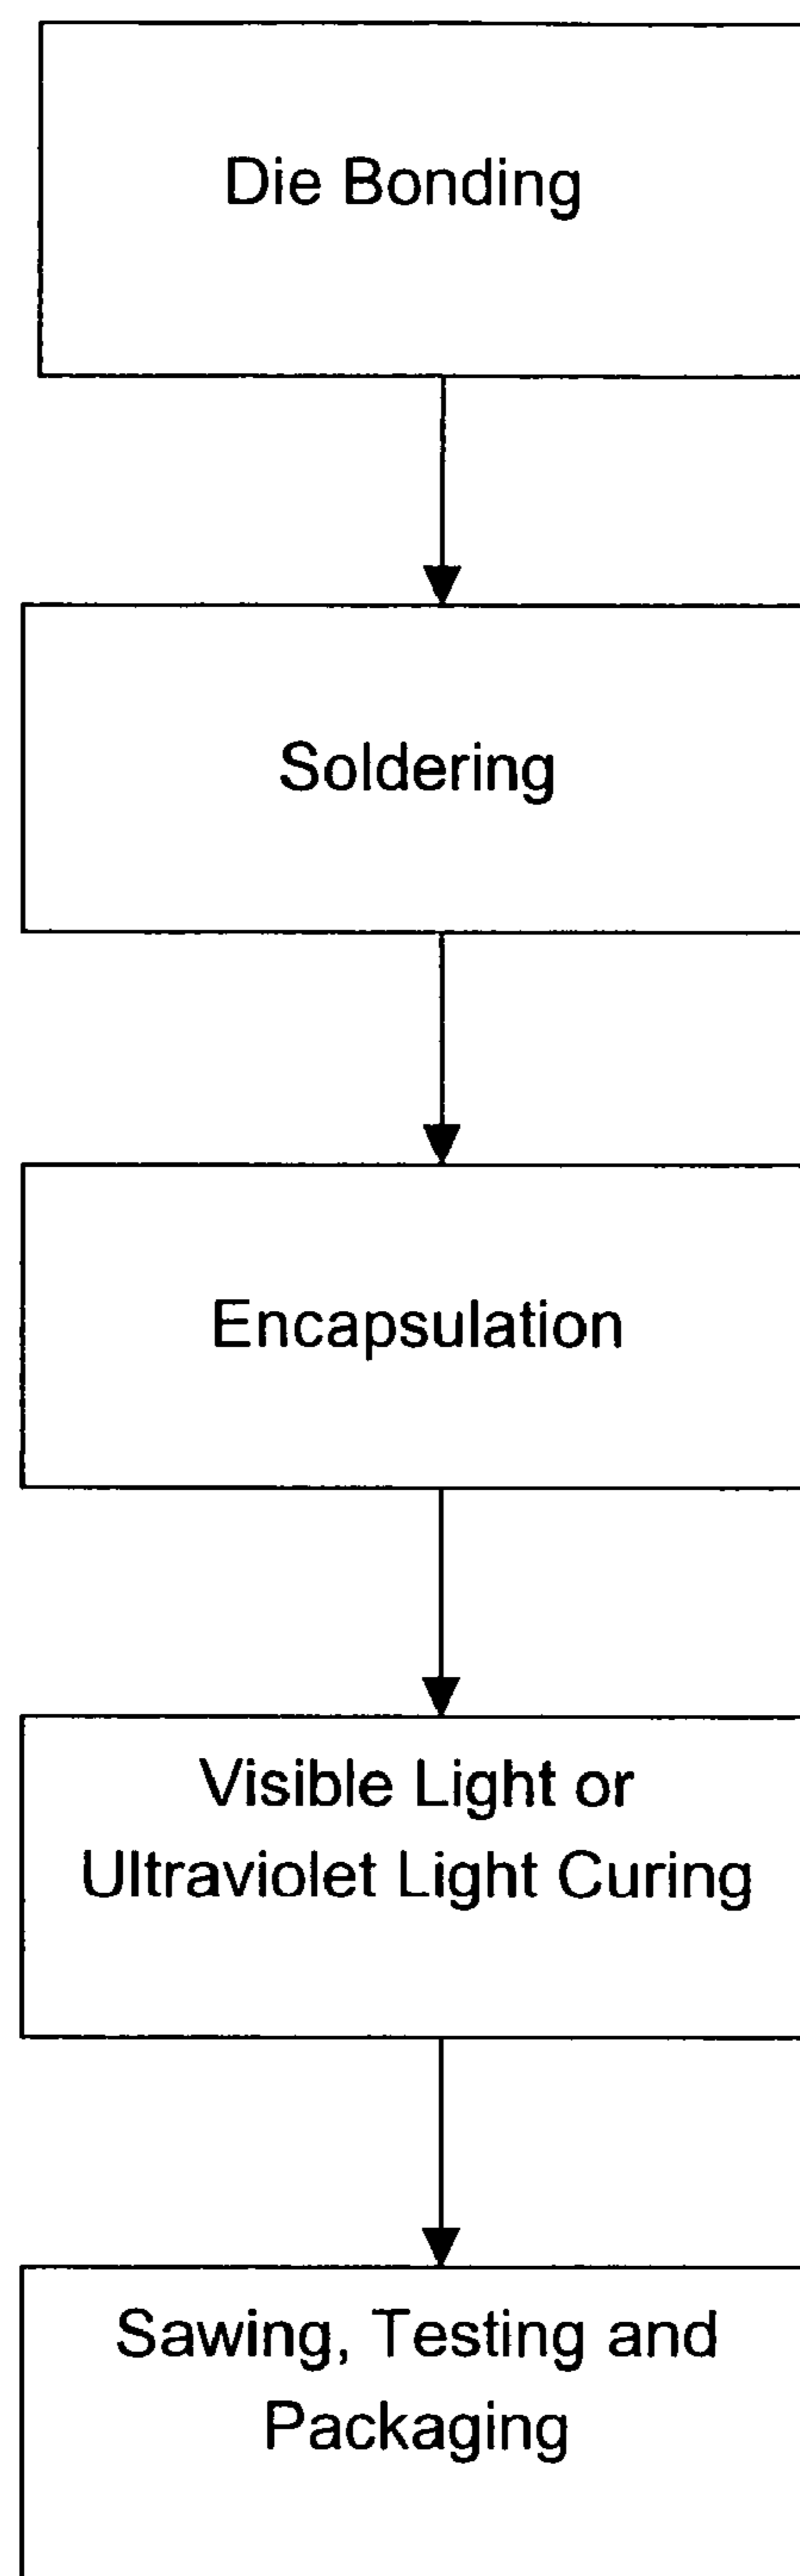 Die Bonding
Soldering
Encapsulation
Visible Light or
Ultraviolet Light Curing
Sawing, Testing and
Packaging